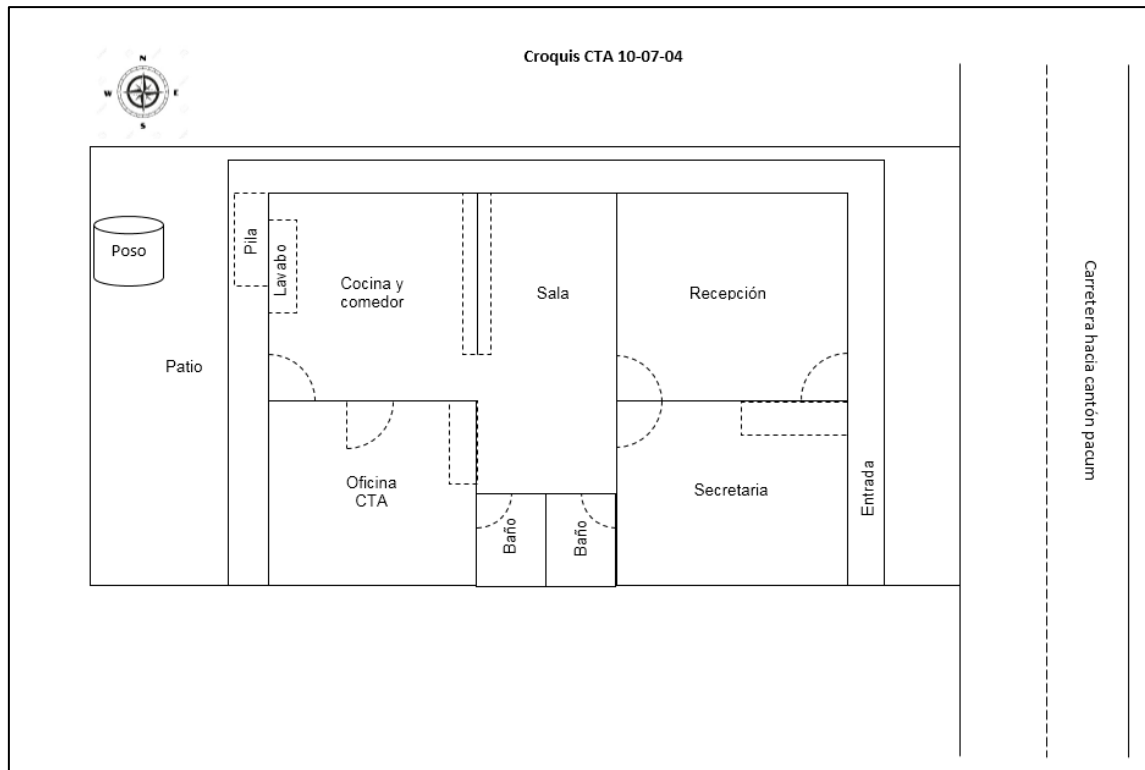 Croquis CTA 10-07-04
N
W
E
S
Poso
Pila
Lavabo
Cocina y
comedor
Sala
Recepción
Carretera hacia cantón pacum
Patio
Oficina
CTA
Baño
Baño
Secretaria
Entrada